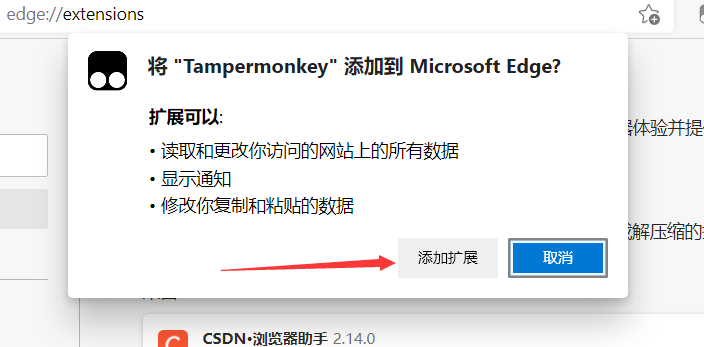 edge://extensions
将 "Tampermonkey" 添加到 Microsoft Edge?
扩展可以:
• 读取和更改你访问的网站上的所有数据
• 显示通知
• 修改你复制和粘贴的数据
体验并提
解压缩的
添加扩展
取消
CSDN•浏览器助手 2.14.0